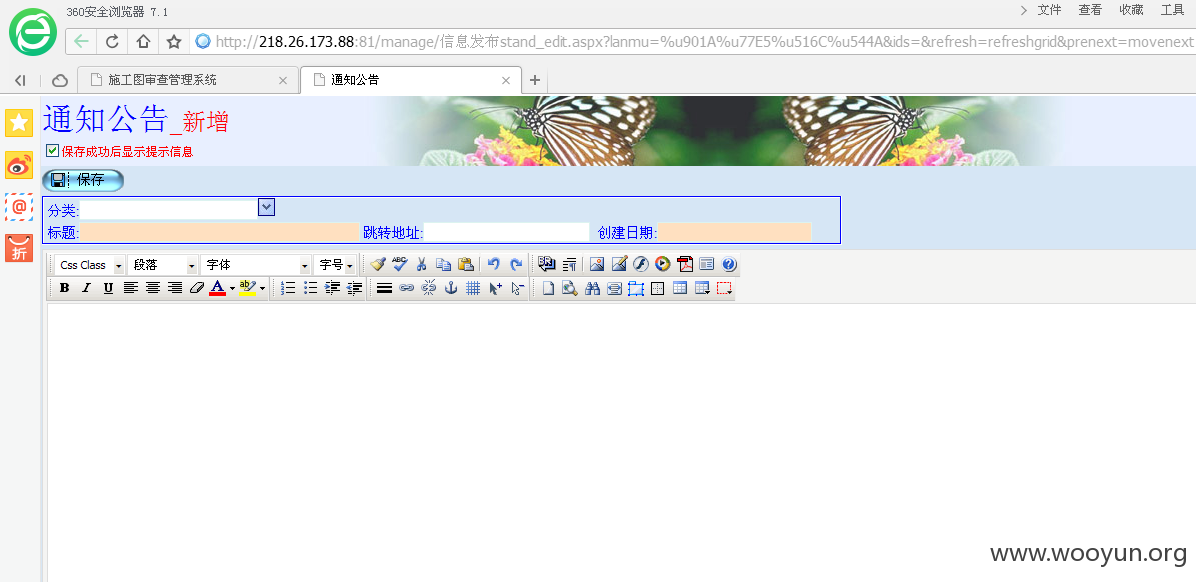 360安全浏览器 7.1
文件 查看 收藏 工具
http://218.26.173.88:81/manage/信息发布stand_edit.aspx?lanmu=%u901A%u77E5%u516C%u544A&ids=&refresh=refreshgrid&prenext=movenext
施工图审查管理系统
通知公告
通知公告_新增
保存成功后显示提示信息
保存
分类:
标题: 跳转地址: 创建日期:
@
折
Css Class 段落 字体 字号
B I U A ab
www.wooyun.org